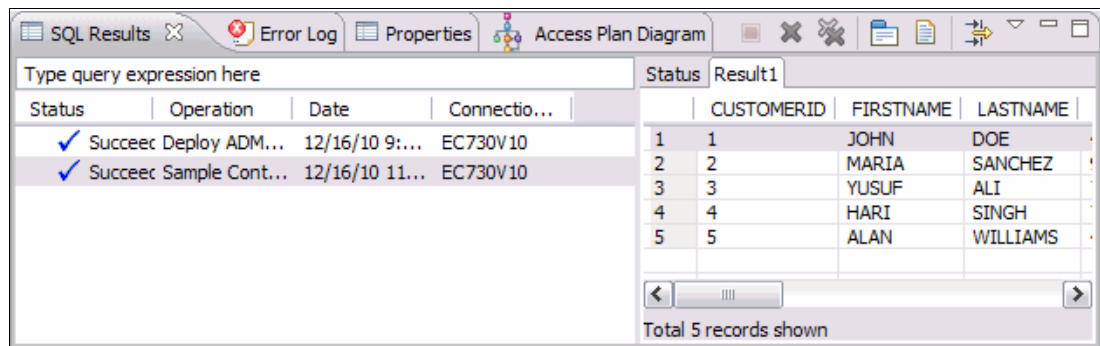 SQL Results Error Log Properties Access Plan Diagram
Type query expression here
Status Operation Date Connectio...
Succeec Deploy ADM... 12/16/10 9:... EC730V10
Succeec Sample Cont... 12/16/10 11... EC730V10
Status Result1
CUSTOMERID FIRSTNAME LASTNAME
1 1 JOHN DOE
2 2 MARIA SANCHEZ
3 3 YUSUF ALI
4 4 HARI SINGH
5 5 ALAN WILLIAMS
Total 5 records shown